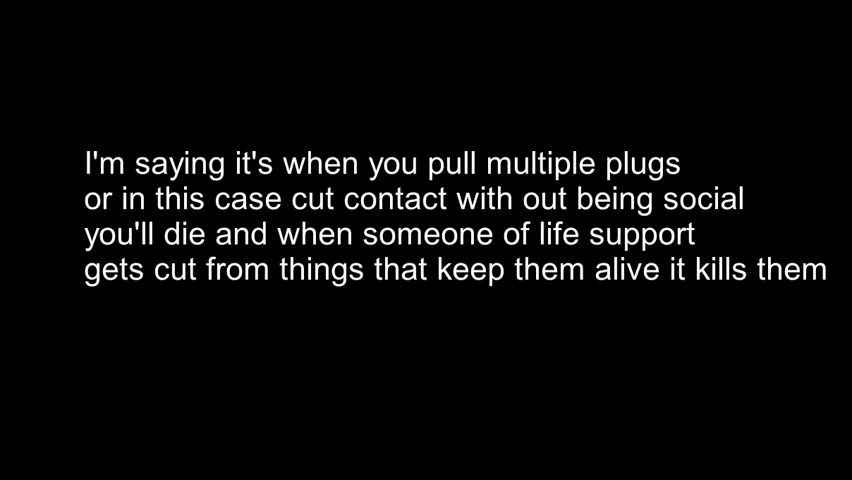 I'm saying it's when you pull multiple plugs
or in this case cut contact with out being social
you'll die and when someone of life support
gets cut from things that keep them alive it kills them